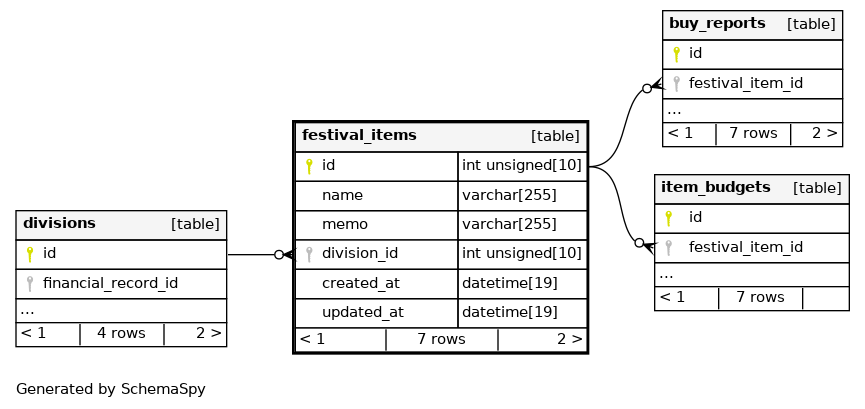 buy_reports [table]
id
festival_item_id
...
< 1 7 rows 2 >
festival_items [table]
id int unsigned[10]
name varchar[255]
memo varchar[255]
division_id int unsigned[10]
created_at datetime[19]
updated_at datetime[19]
< 1 7 rows 2 >
item_budgets [table]
id
festival_item_id
...
< 1 7 rows
divisions [table]
id
financial_record_id
...
< 1 4 rows 2 >
Generated by SchemaSpy